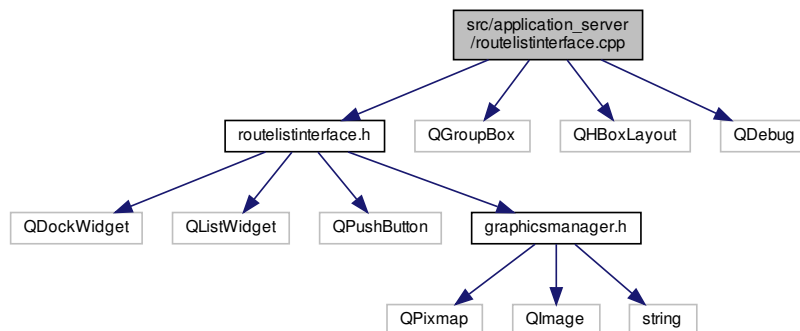 src/application_server
/routelistinterface.cpp
routelistinterface.h
QGroupBox
QHBoxLayout
QDebug
QDockWidget
QListWidget
QPushButton
graphicsmanager.h
QPixmap
QImage
string